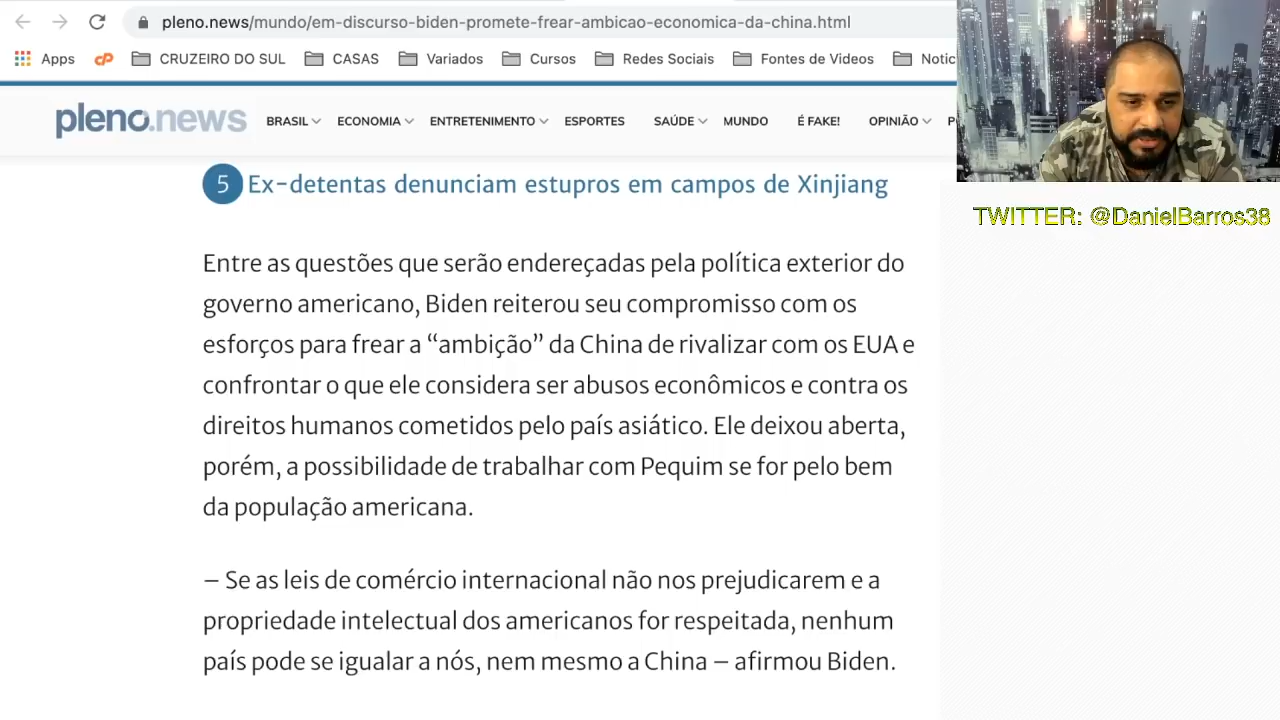 pleno.news/mundo/em-discurso-biden-promete-frear-ambicao-economica-da-china.html
Apps cP CRUZEIRO DO SUL CASAS Variados Cursos Redes Sociais Fontes de Videos Notic
pleno.news BRASIL ECONOMIA ENTRETENIMENTO ESPORTES SAÚDE MUNDO É FAKE! OPINIÃO P
TWITTER: @DanielBarros38
5 Ex-detentas denunciam estupros em campos de Xinjiang
Entre as questões que serão endereçadas pela política exterior do
governo americano, Biden reiterou seu compromisso com os
esforços para frear a “ambição” da China de rivalizar com os EUA e
confrontar o que ele considera ser abusos econômicos e contra os
direitos humanos cometidos pelo país asiático. Ele deixou aberta,
porém, a possibilidade de trabalhar com Pequim se for pelo bem
da população americana.
– Se as leis de comércio internacional não nos prejudicarem e a
propriedade intelectual dos americanos for respeitada, nenhum
país pode se igualar a nós, nem mesmo a China – afirmou Biden.